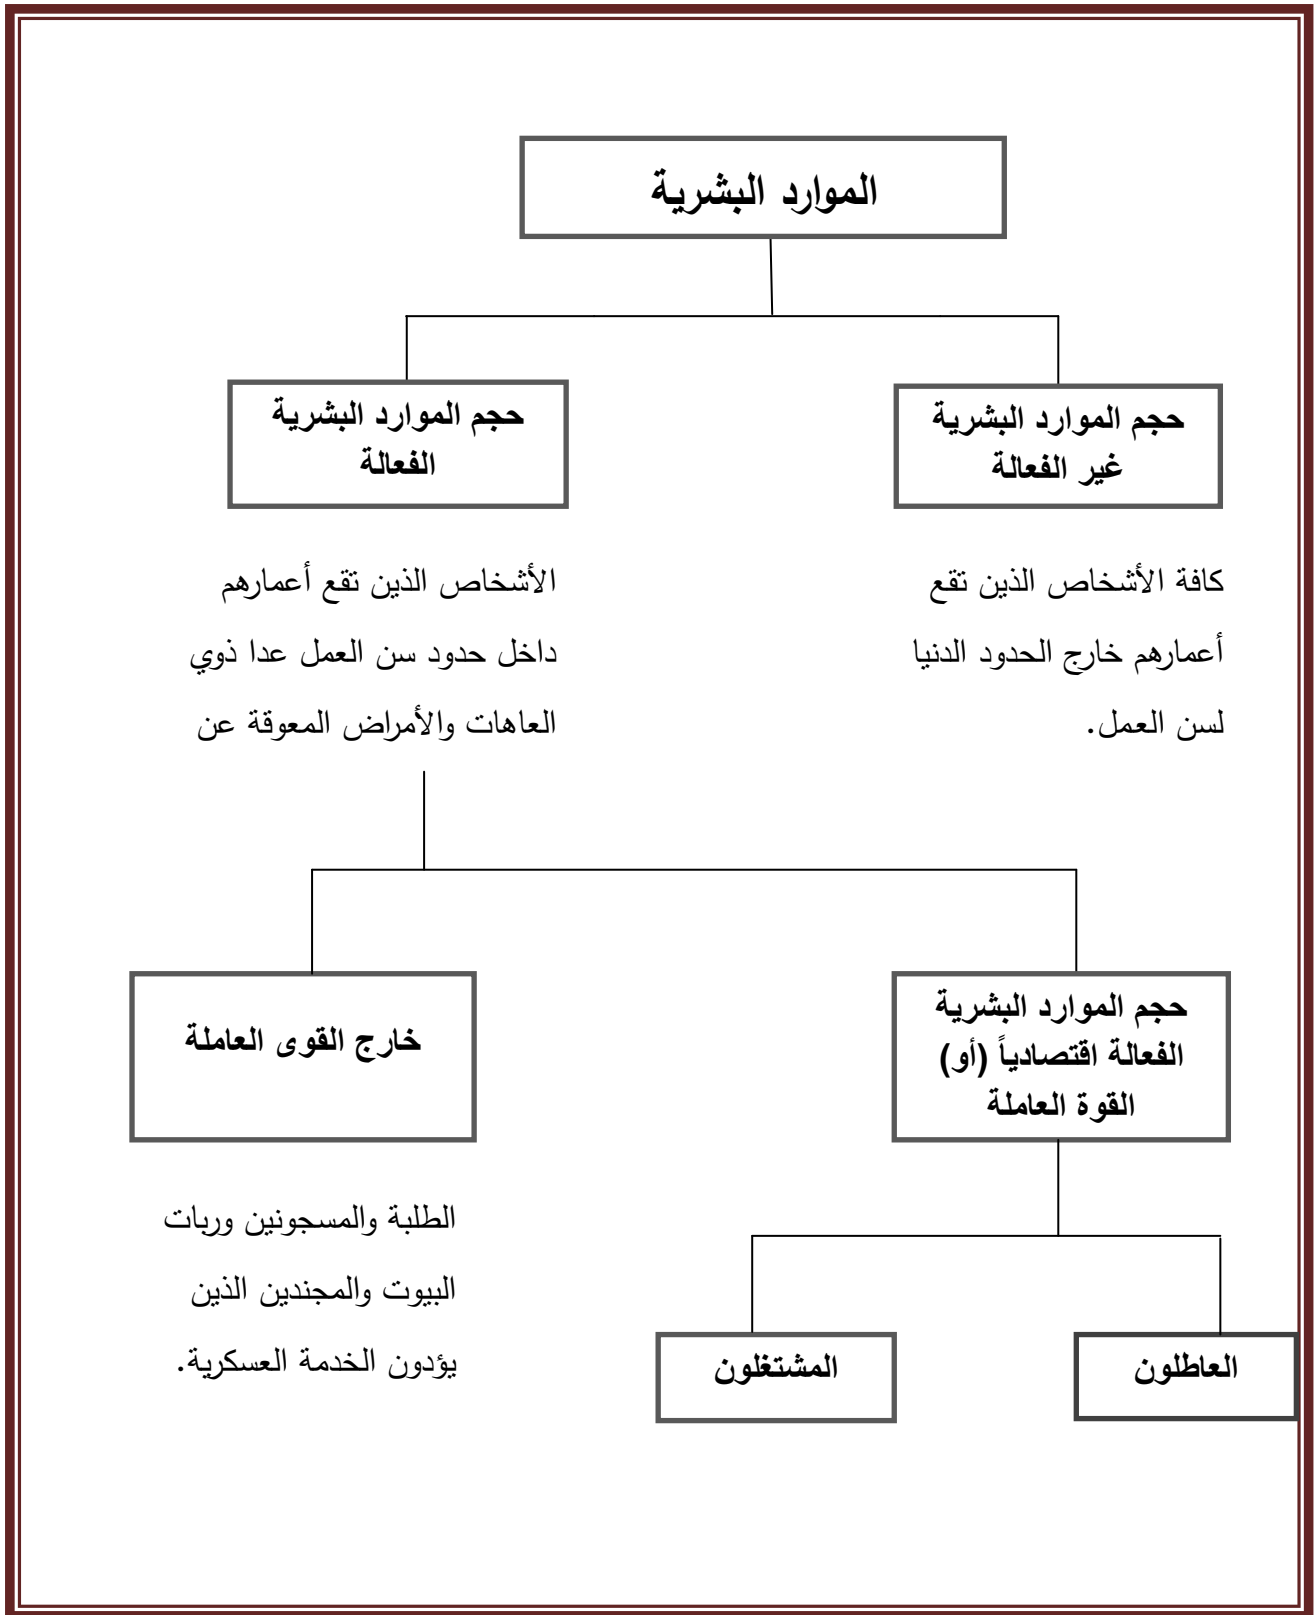 الموارد البشرية
حجم الموارد البشرية
غير الفعالة
حجم الموارد البشرية
الفعالة
كافة الأشخاص الذين تقع
أعمارهم خارج الحدود الدنيا
لسن العمل.
الأشخاص الذين تقع أعمارهم
داخل حدود سن العمل عدا ذوي
العاهات والأمراض المعوقة عن
حجم الموارد البشرية
الفعالة اقتصادياً (أو)
القوة العاملة
خارج القوى العاملة
الطلبة والمسجونين وربات
البيوت والمجندين الذين
يؤدون الخدمة العسكرية.
العاطلون
المشتغلون